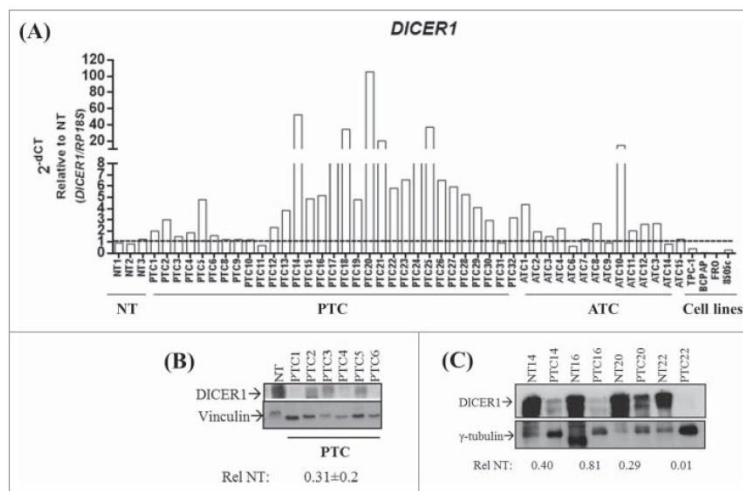 (A)
DICER1
2^-dCT
Relative to NT
(DICER1/RP18S)
120
100
80
60
40
20
8
7
6
5
4
3
2
1
0
NT1
NT2
NT3
PTC1
PTC2
PTC3
PTC4
PTC5
PTC6
PTC8
PTC9
PTC10
PTC11
PTC12
PTC13
PTC14
PTC15
PTC16
PTC17
PTC18
PTC19
PTC20
PTC21
PTC22
PTC23
PTC24
PTC25
PTC26
PTC27
PTC28
PTC29
PTC30
PTC31
PTC32
ATC1
ATC2
ATC3
ATC4
ATC6
ATC7
ATC8
ATC9
ATC10
ATC11
ATC12
ATC3
ATC14
ATC15
TPC-1
BCPAP
FRO
8505c
NT
PTC
ATC
Cell lines
(B)
NT
PTC1
PTC2
PTC3
PTC4
PTC5
PTC6
DICER1→
Vinculin→
PTC
Rel NT: 0.31±0.2
(C)
NT14
PTC14
NT16
PTC16
NT20
PTC20
NT22
PTC22
DICER1→
γ-tubulin→
Rel NT: 0.40 0.81 0.29 0.01